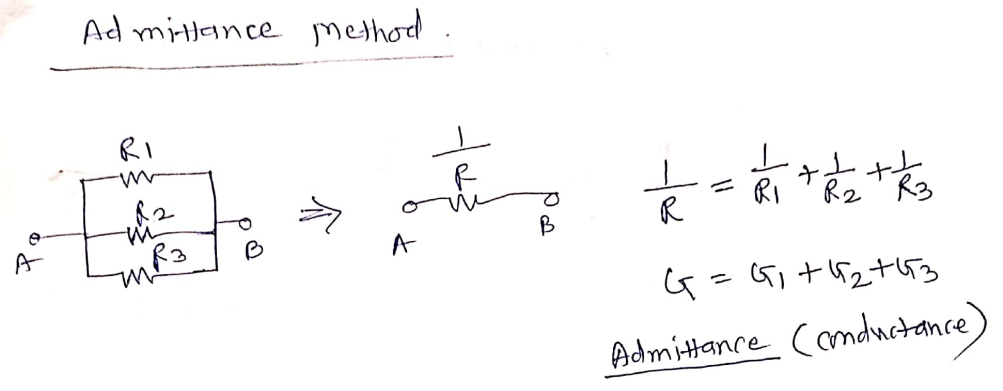 Admittance method.
R1
R2
R3
A
B
⇒
1/R
A
B
1/R = 1/R1 + 1/R2 + 1/R3
G = G1 + G2 + G3
Admittance (conductance)